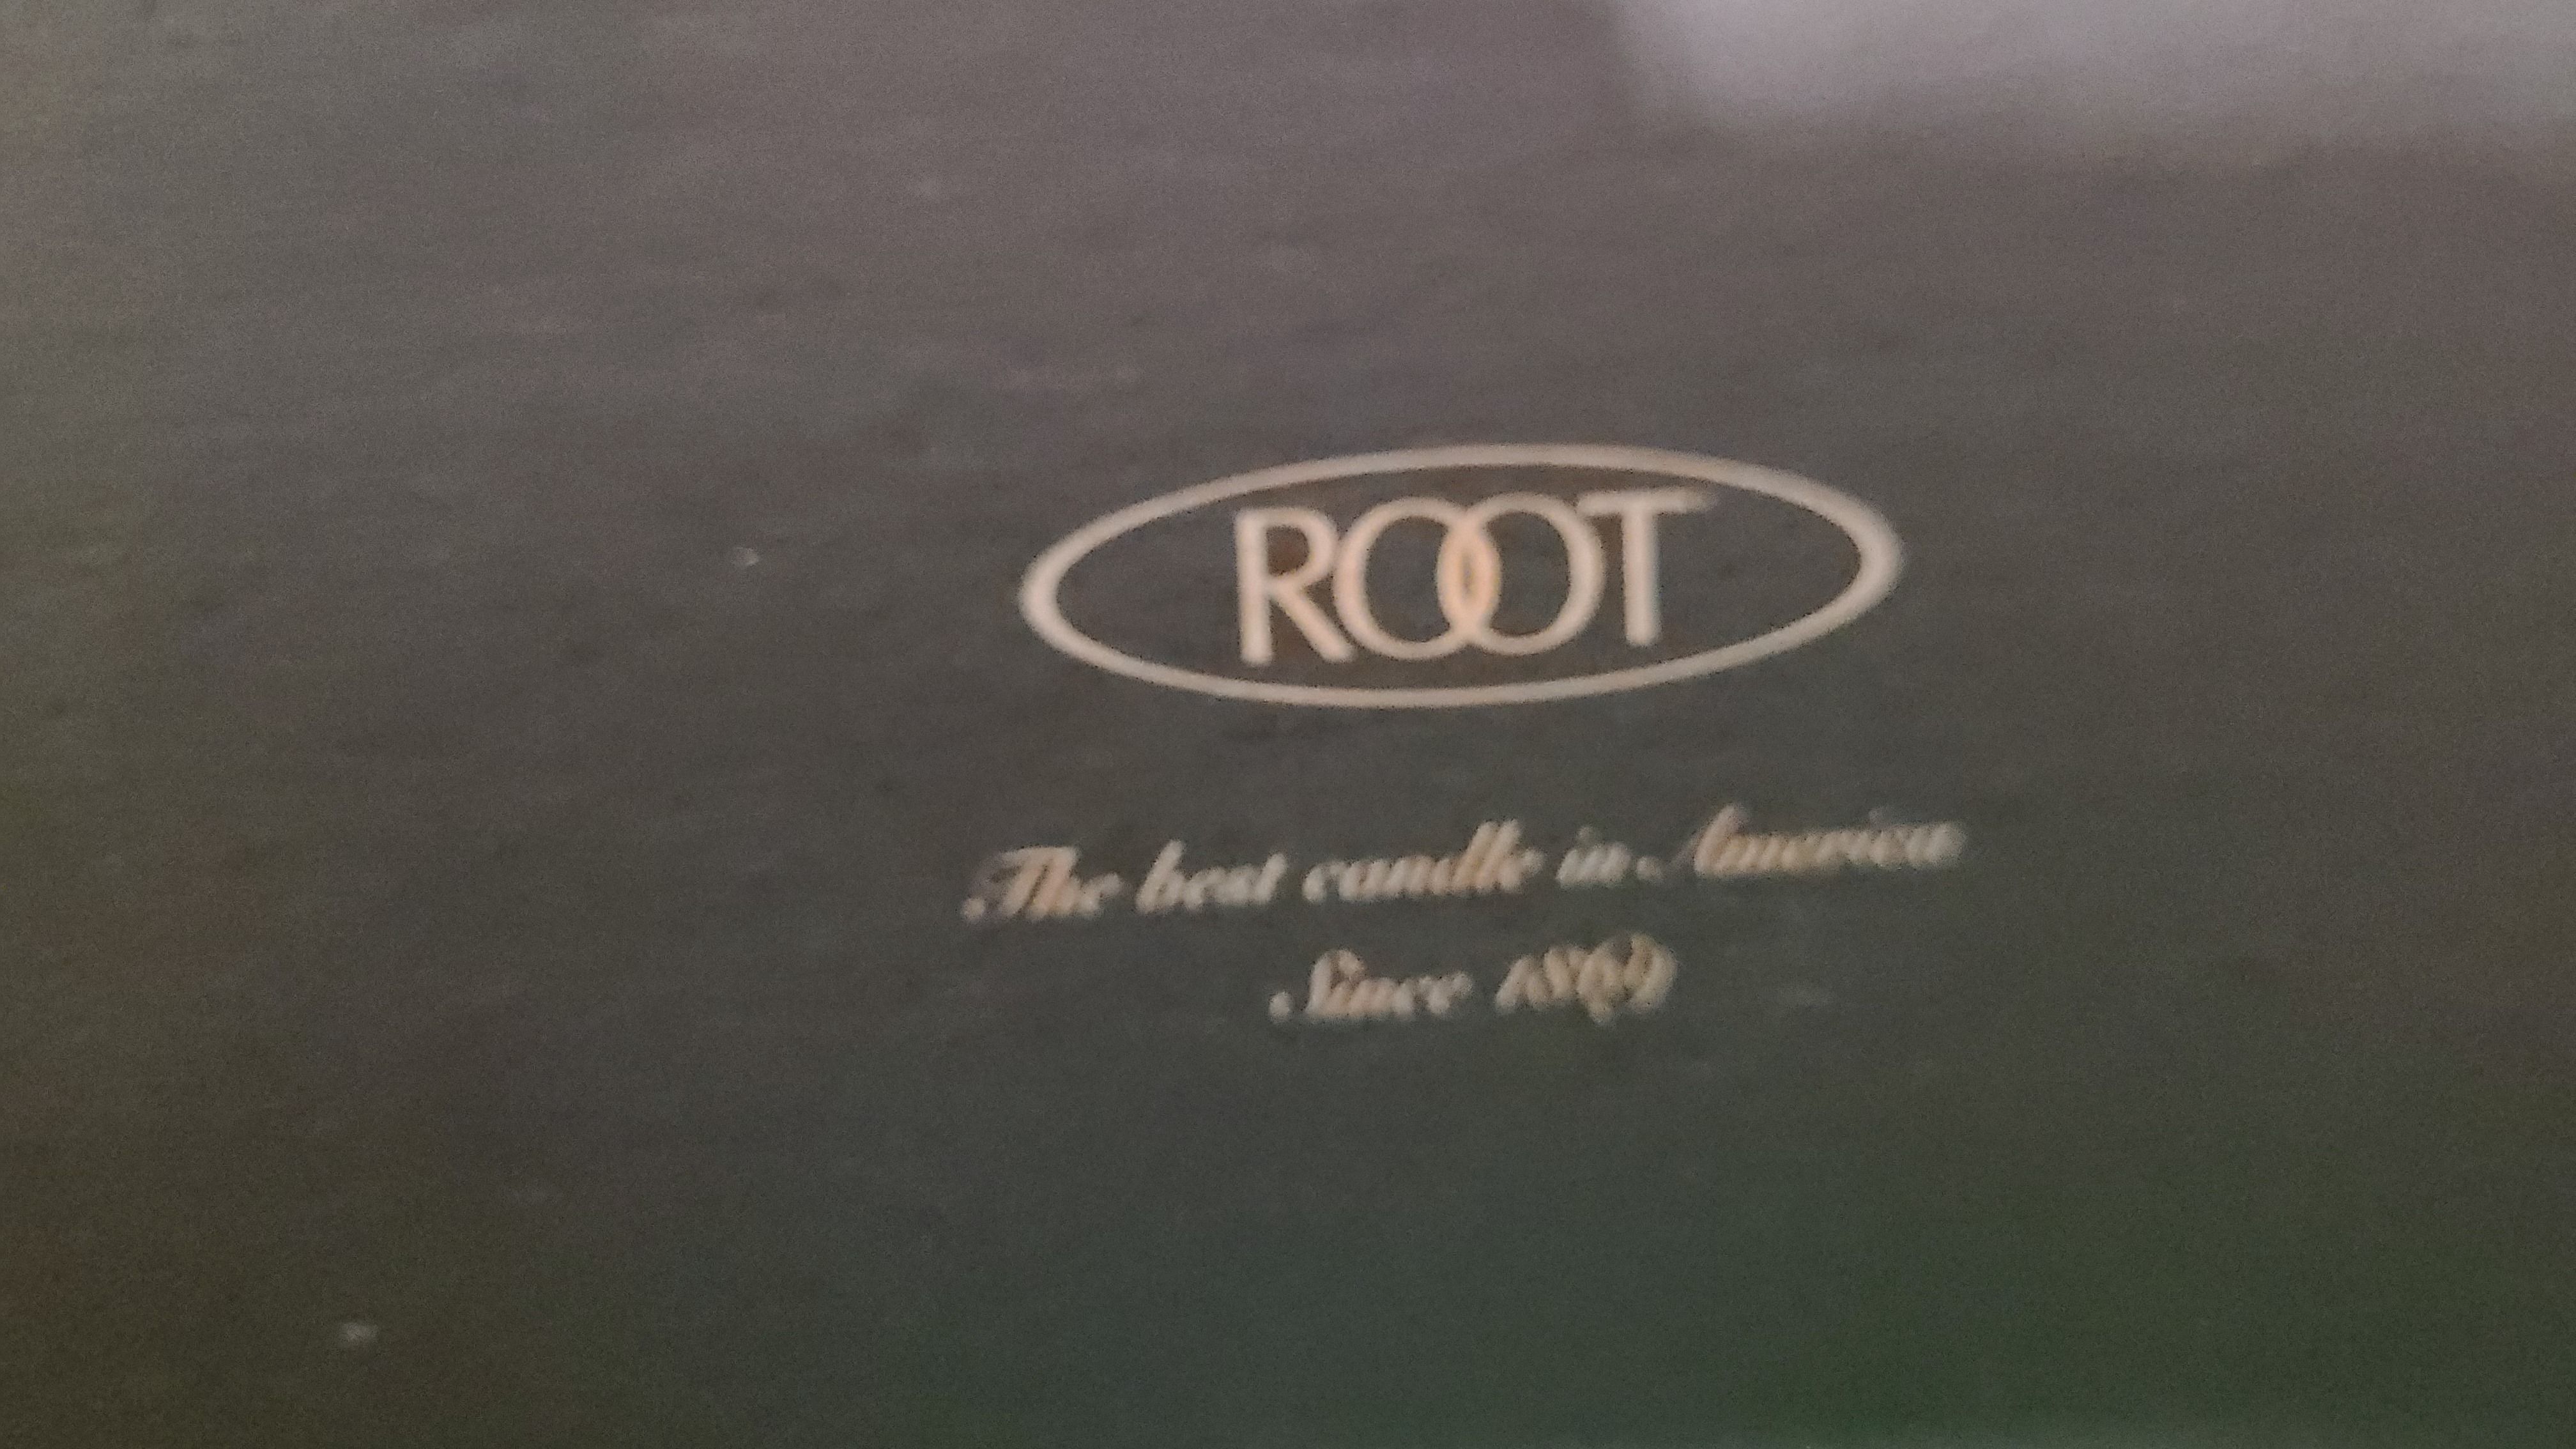 ROOT
The best candle in America
Since 1869